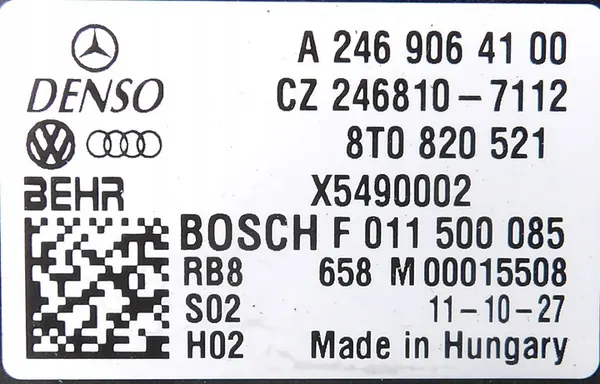 A 246 906 41 00
DENSO CZ 246810-7112
8T0 820 521
BEHR X5490002
BOSCH F 011 500 085
RB8 658 M 00015508
S02 11-10-27
H02 Made in Hungary